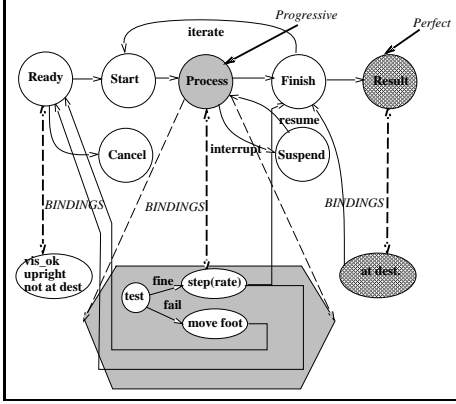 Progressive
Perfect
iterate
Ready
Start
Process
Finish
Result
resume
Cancel
interrupt
Suspend
BINDINGS
BINDINGS
BINDINGS
vis_ok
upright
not at dest
at dest.
fine
step(rate)
test
fail
move foot